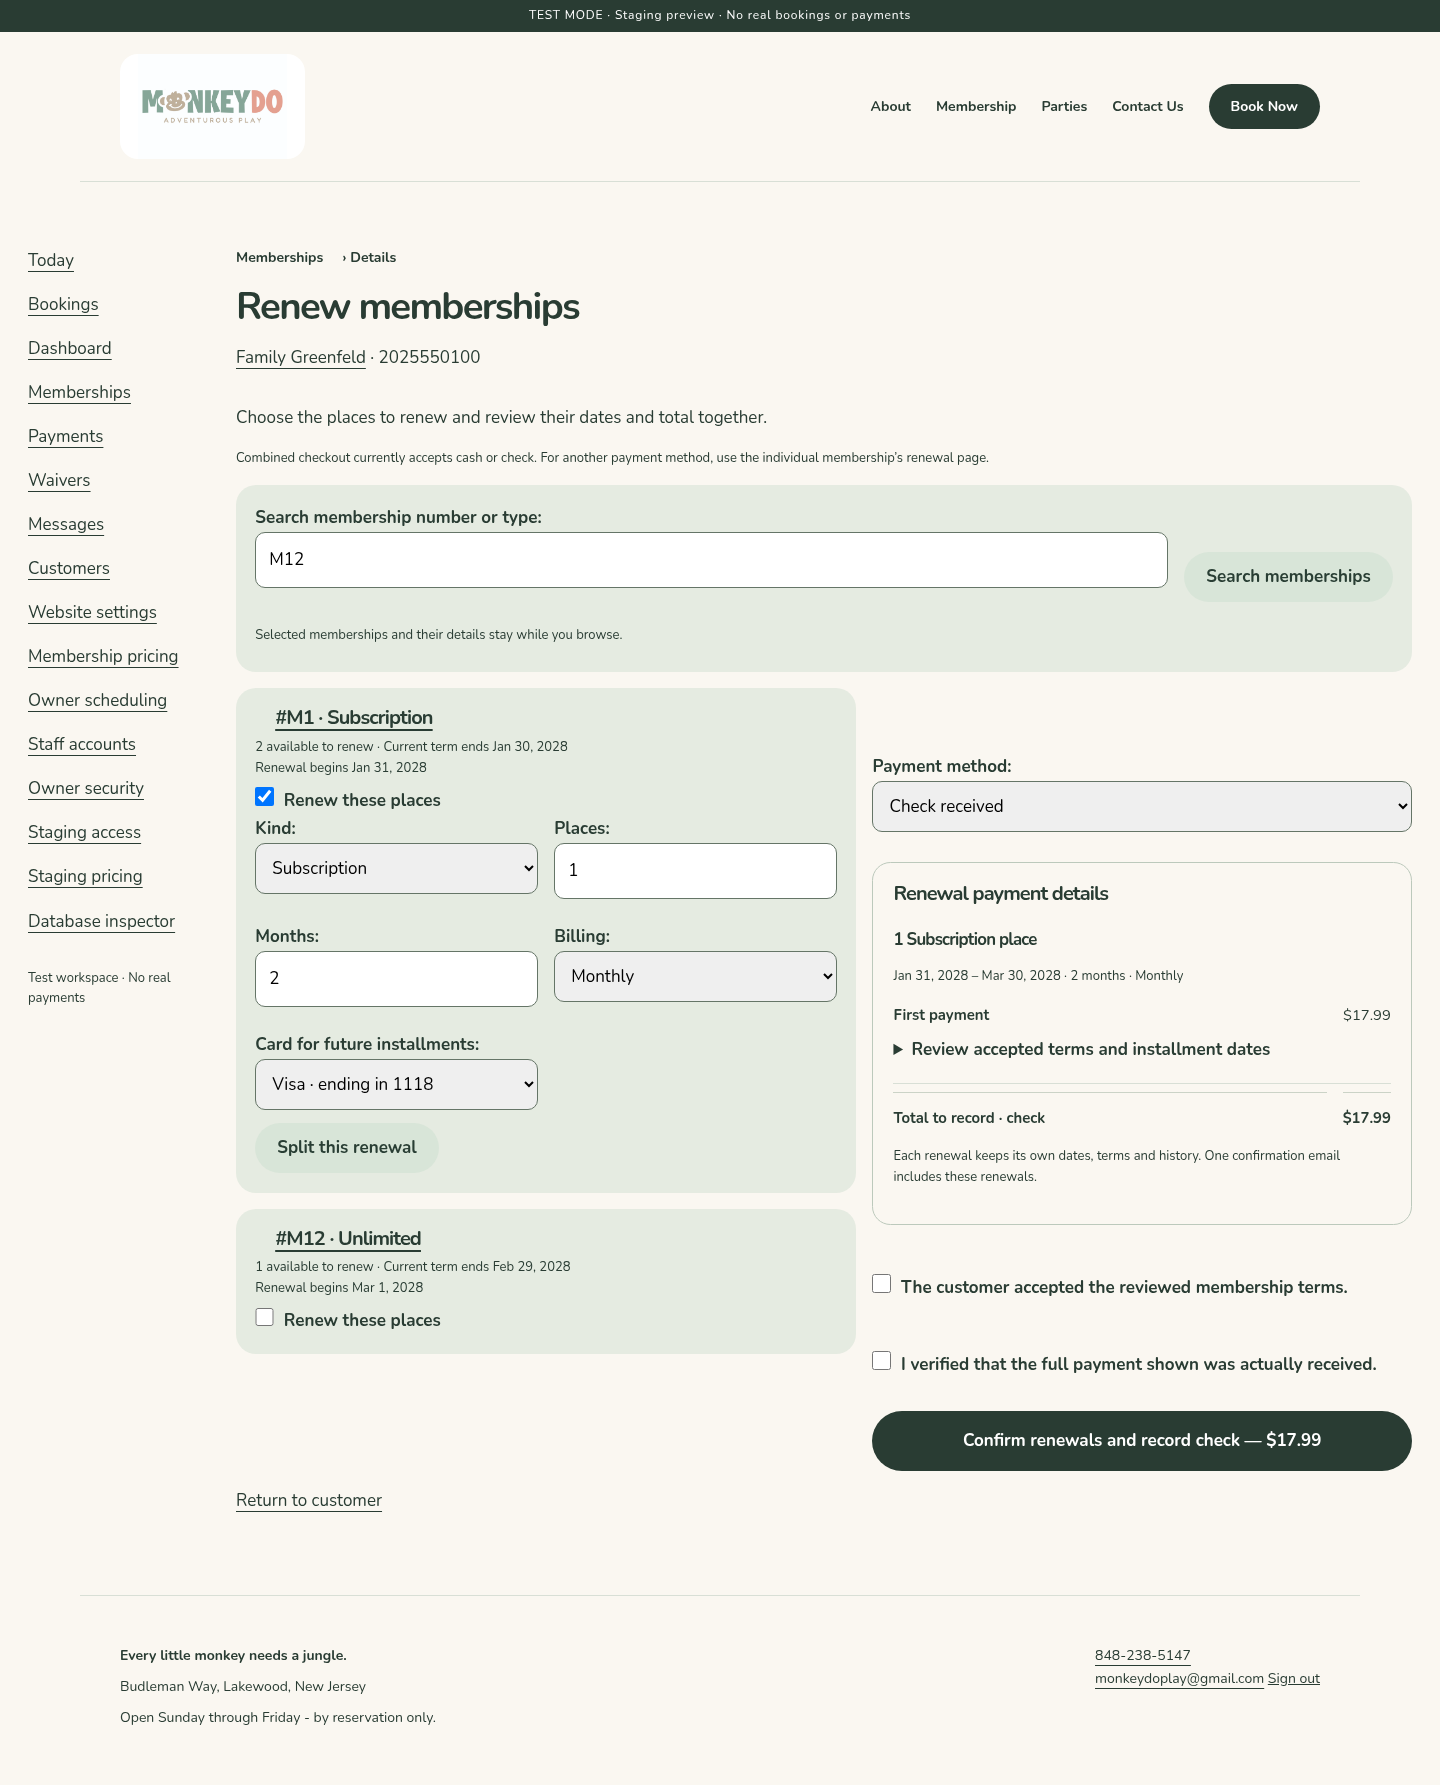 TEST MODE · Staging preview · No real bookings or payments
MONKEYDO
ADVENTUROUS PLAY
About
Membership
Parties
Contact Us
Book Now
Today
Bookings
Dashboard
Memberships
Payments
Waivers
Messages
Customers
Website settings
Membership pricing
Owner scheduling
Staff accounts
Owner security
Staging access
Staging pricing
Database inspector
Test workspace · No real
payments
Memberships › Details
Renew memberships
Family Greenfeld · 2025550100
Choose the places to renew and review their dates and total together.
Combined checkout currently accepts cash or check. For another payment method, use the individual membership’s renewal page.
Search membership number or type:
M12
Search memberships
Selected memberships and their details stay while you browse.
#M1 · Subscription
2 available to renew · Current term ends Jan 30, 2028
Renewal begins Jan 31, 2028
Renew these places
Kind:
Subscription
Places:
1
Months:
2
Billing:
Monthly
Card for future installments:
Visa · ending in 1118
Split this renewal
#M12 · Unlimited
1 available to renew · Current term ends Feb 29, 2028
Renewal begins Mar 1, 2028
Renew these places
Payment method:
Check received
Renewal payment details
1 Subscription place
Jan 31, 2028 – Mar 30, 2028 · 2 months · Monthly
First payment $17.99
Review accepted terms and installment dates
Total to record · check $17.99
Each renewal keeps its own dates, terms and history. One confirmation email
includes these renewals.
The customer accepted the reviewed membership terms.
I verified that the full payment shown was actually received.
Confirm renewals and record check — $17.99
Return to customer
Every little monkey needs a jungle.
Budleman Way, Lakewood, New Jersey
Open Sunday through Friday - by reservation only.
848-238-5147
monkeydoplay@gmail.com Sign out